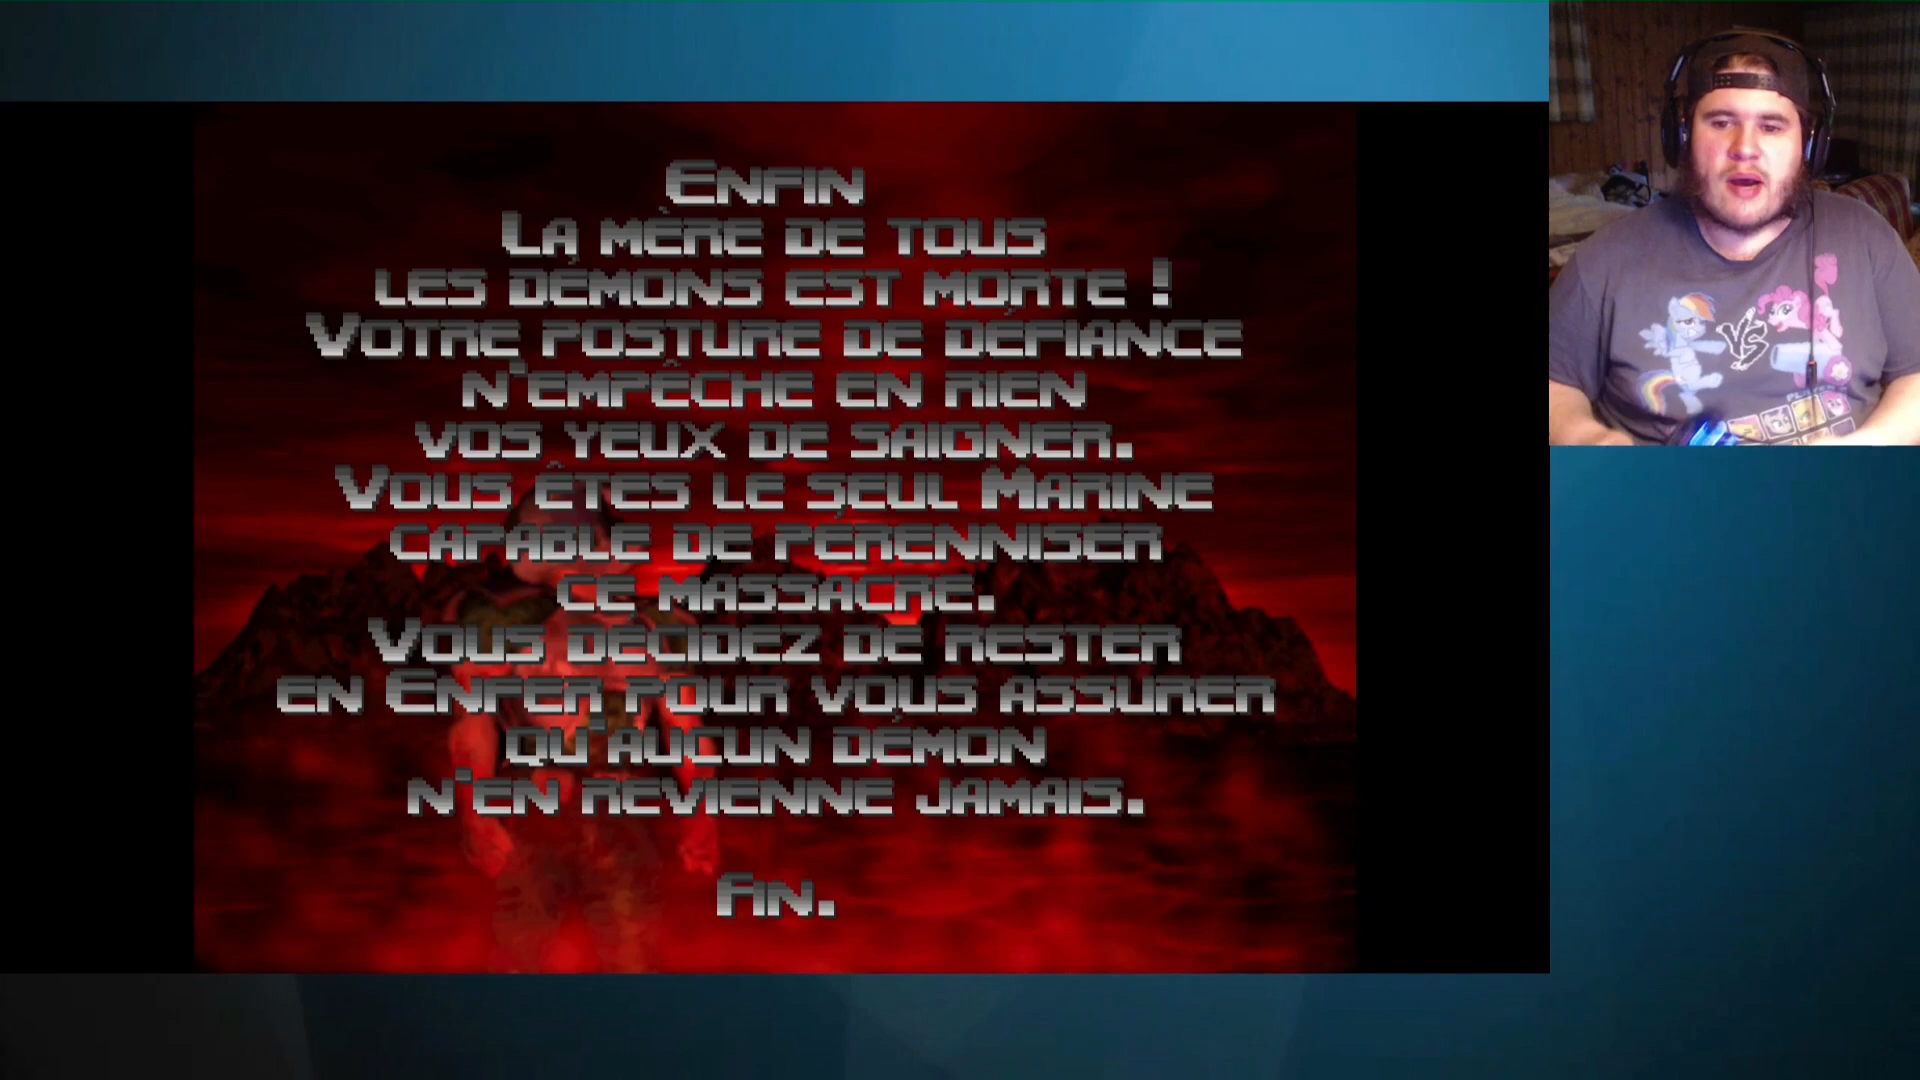 Enfin
La mère de tous
les démons est morte !
Votre posture de défiance
n'empêche en rien
vos yeux de saigner.
Vous êtes le seul Marine
capable de pérenniser
ce massacre.
Vous décidez de rester
en Enfer pour vous assurer
qu'aucun démon
n'en revienne jamais.
Fin.
VS